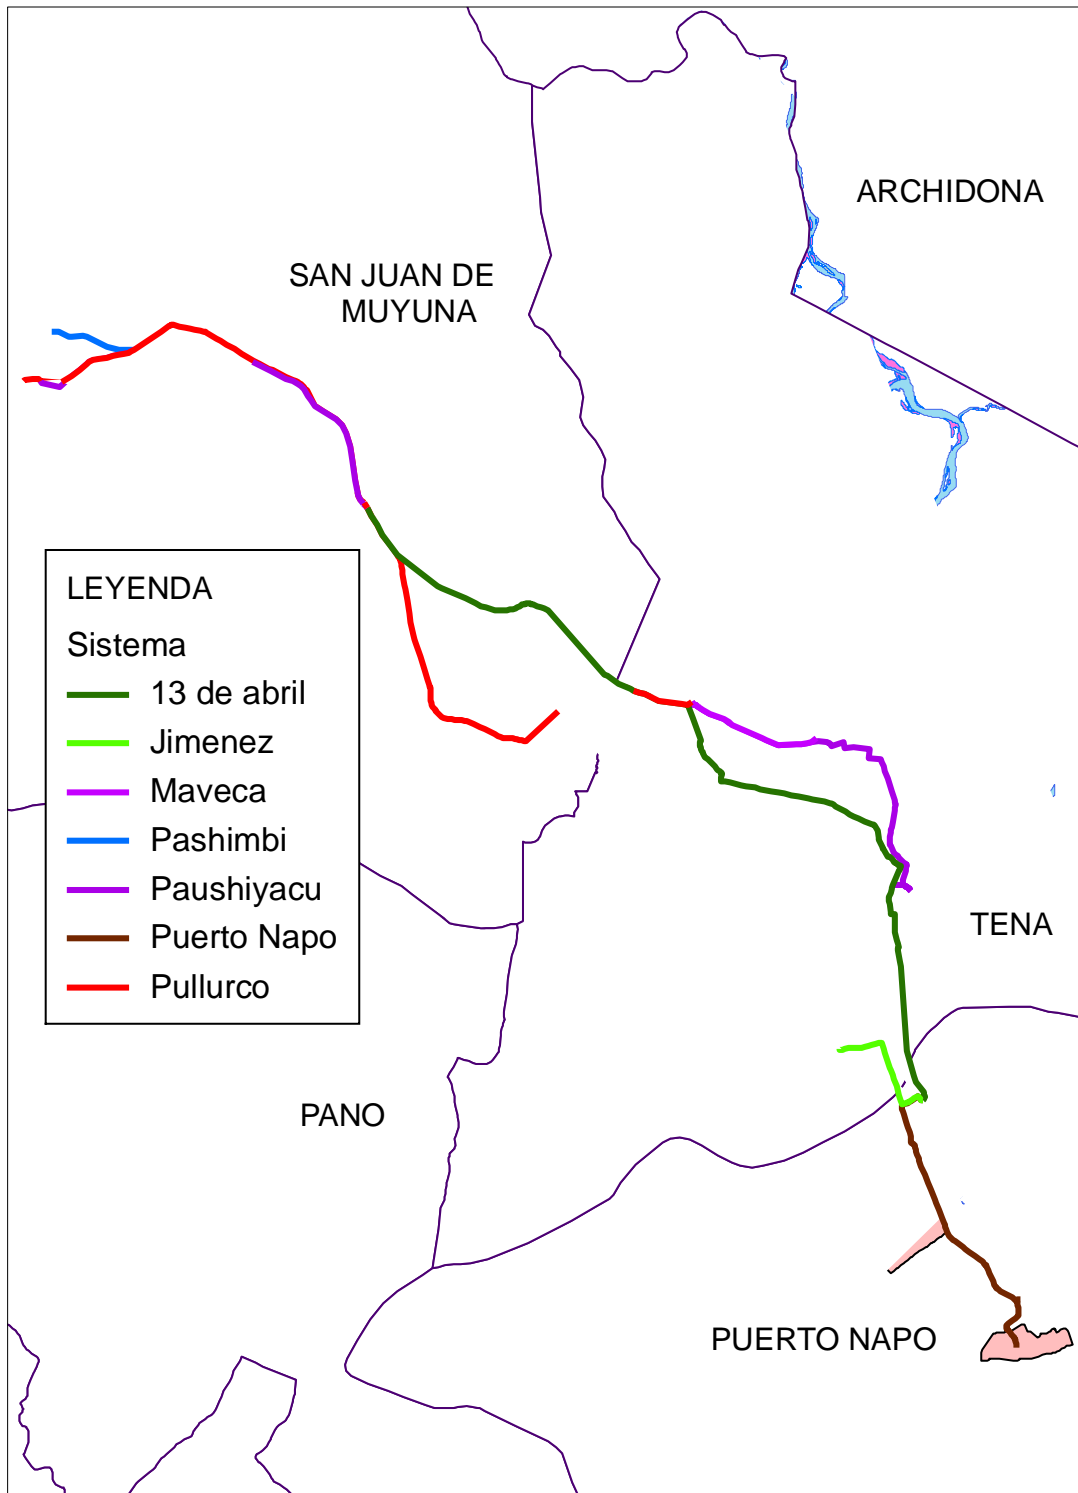 ARCHIDONA
SAN JUAN DE
MUYUNA
LEYENDA
Sistema
13 de abril
Jimenez
Maveca
Pashimbi
Paushiyacu
Puerto Napo
Pullurco
TENA
PANO
PUERTO NAPO